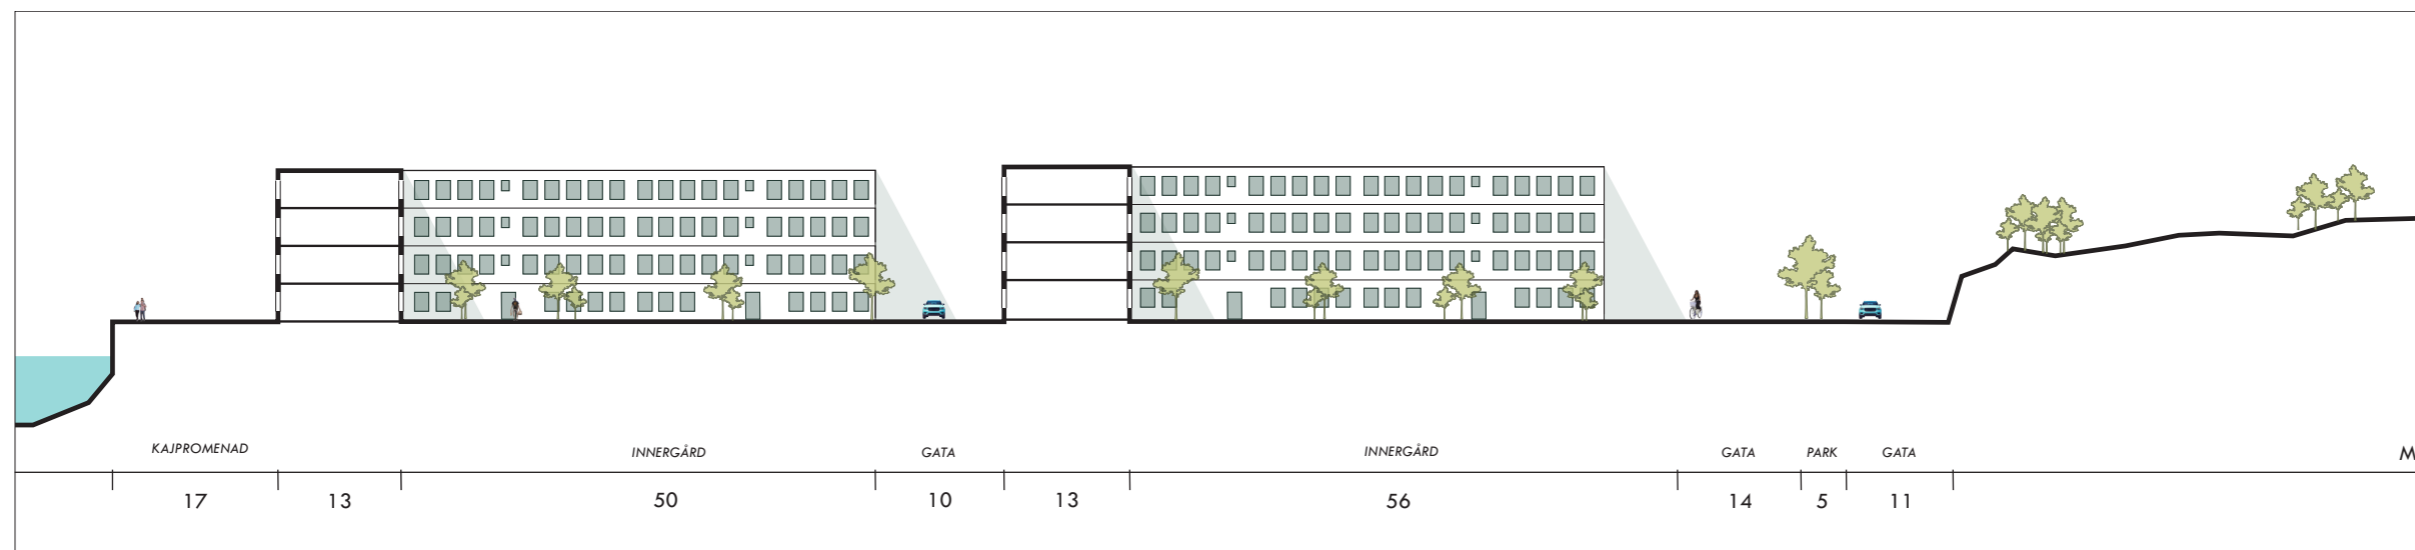 KAJPROMENAD INNERGÅRD GATA INNERGÅRD GATA PARK GATA M
17 13 50 10 13 56 14 5 11